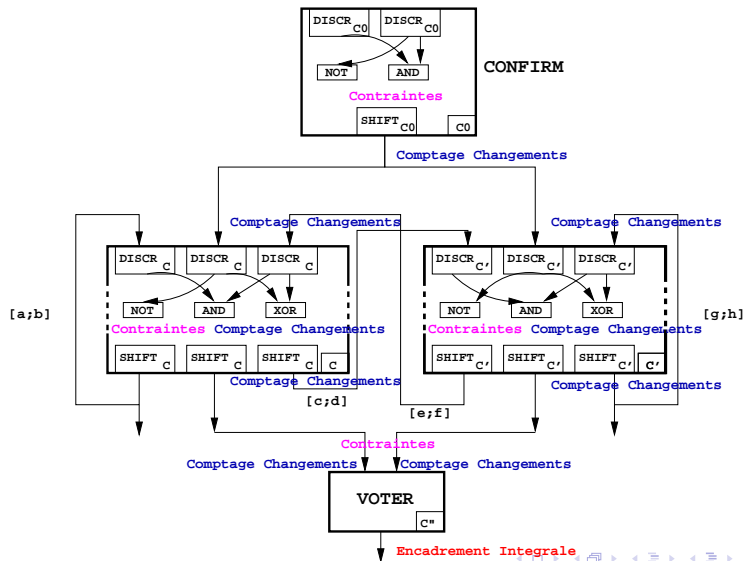 DISCR C0 DISCR C0
NOT AND CONFIRM
Contraintes
SHIFT C0 C0
Comptage Changements
Comptage Changements Comptage Changements
DISCR C DISCR C DISCR C DISCR C' DISCR C' DISCR C'
[a;b] NOT AND XOR NOT AND XOR [g;h]
Contraintes Comptage Changements Contraintes Comptage Changements
SHIFT C SHIFT C SHIFT C C SHIFT C' SHIFT C' SHIFT C' C'
Comptage Changements Comptage Changements
[c;d] [e;f]
Contraintes
Comptage Changements Comptage Changements
VOTER
C"
Encadrement Integrale